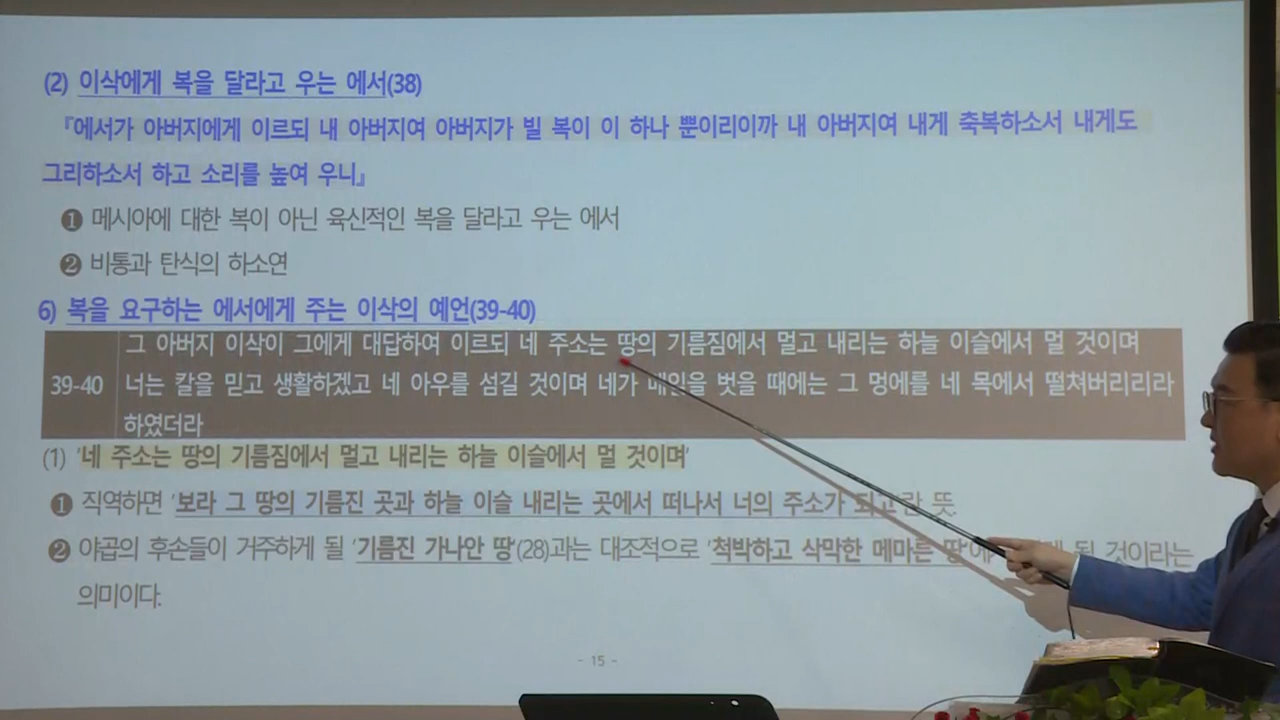 (2) 이삭에게 복을 달라고 우는 에서(38)
『에서가 아버지에게 이르되 내 아버지여 아버지가 빌 복이 이 하나 뿐이리이까 내 아버지여 내게 축복하소서 내게도
그리하소서 하고 소리를 높여 우니』
❶ 메시아에 대한 복이 아닌 육신적인 복을 달라고 우는 에서
❷ 비통과 탄식의 하소연
6) 복을 요구하는 에서에게 주는 이삭의 예언(39-40)
그 아버지 이삭이 그에게 대답하여 이르되 네 주소는 땅의 기름짐에서 멀고 내리는 하늘 이슬에서 멀 것이며
39-40 너는 칼을 믿고 생활하겠고 네 아우를 섬길 것이며 네가 매임을 벗을 때에는 그 멍에를 네 목에서 떨쳐버리리라
하였더라
(1) '네 주소는 땅의 기름짐에서 멀고 내리는 하늘 이슬에서 멀 것이며'
❶ 직역하면 '보라 그 땅의 기름진 곳과 하늘 이슬 내리는 곳에서 떠나서 너의 주소가 되고'란 뜻.
❷ 야곱의 후손들이 거주하게 될 '기름진 가나안 땅'(28)과는 대조적으로 '척박하고 삭막한 메마른 땅'에 될 것이라는
의미이다.
- 15 -